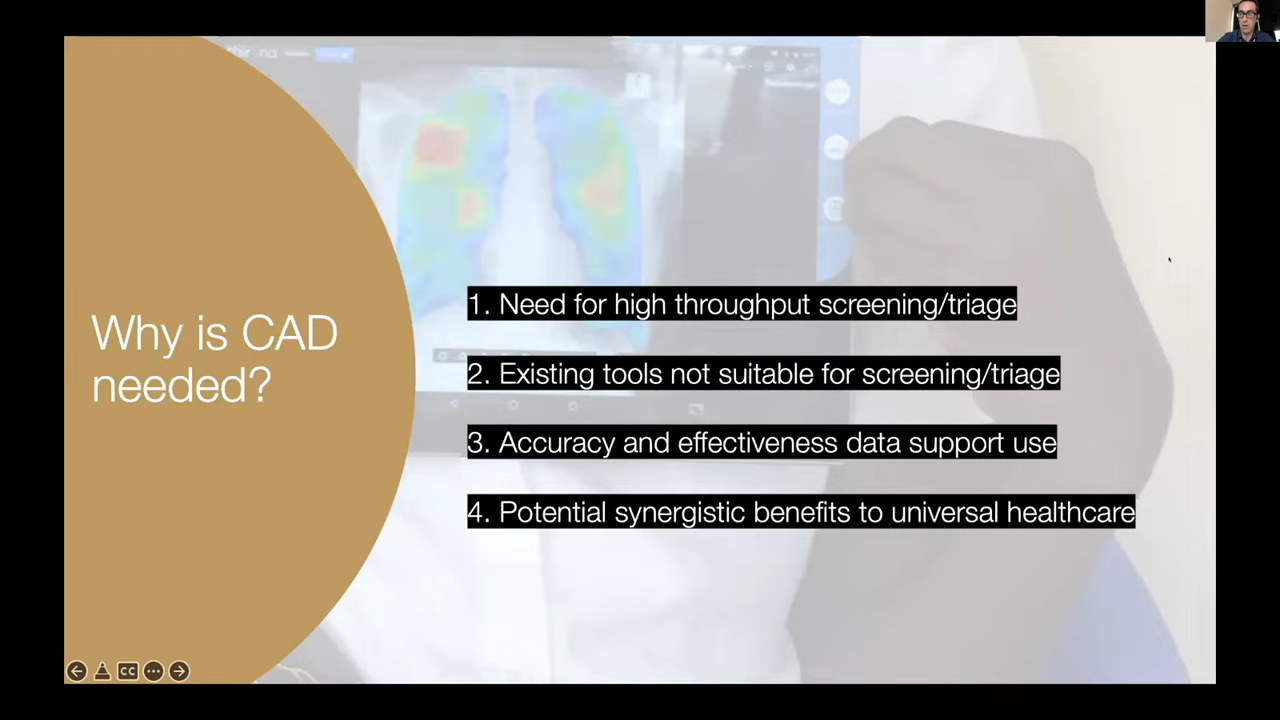 Why is CAD
needed?
1. Need for high throughput screening/triage
2. Existing tools not suitable for screening/triage
3. Accuracy and effectiveness data support use
4. Potential synergistic benefits to universal healthcare
CC